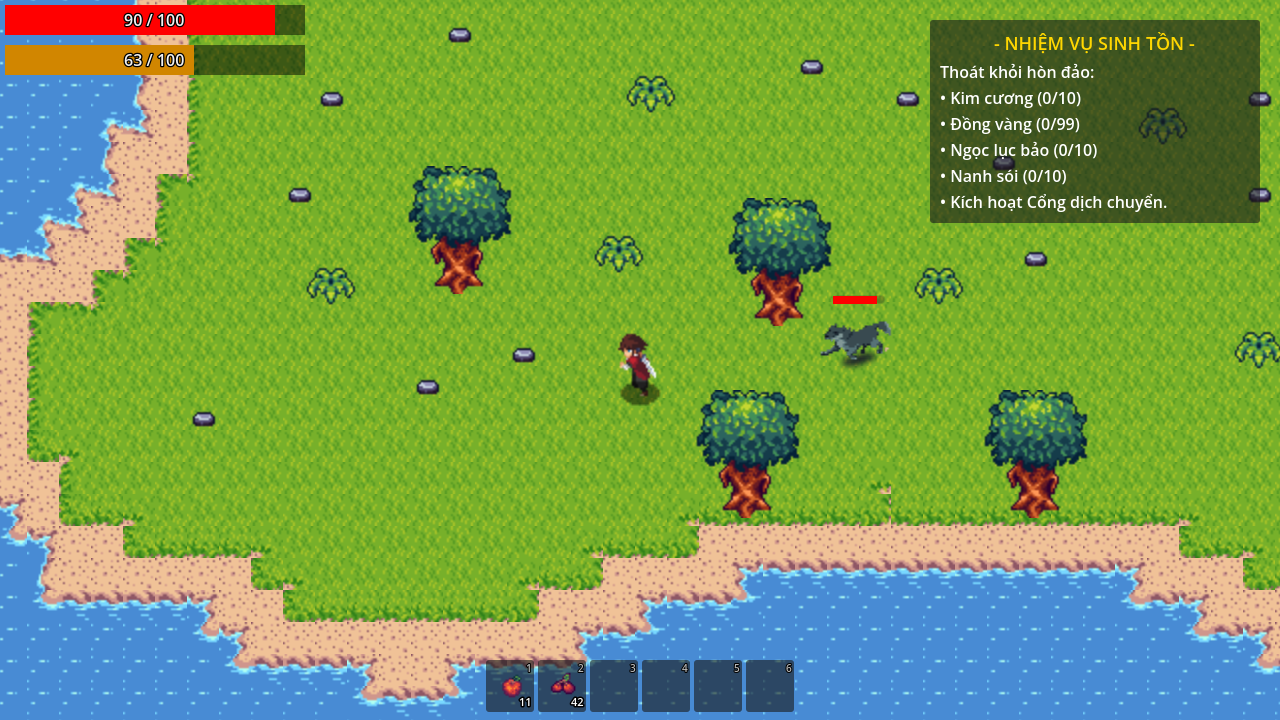 90 / 100
63 / 100
- NHIỆM VỤ SINH TỒN -
Thoát khỏi hòn đảo:
• Kim cương (0/10)
• Đồng vàng (0/99)
• Ngọc lục bảo (0/10)
• Nanh sói (0/10)
• Kích hoạt Cổng dịch chuyển.
1 2 3 4 5 6
11 42